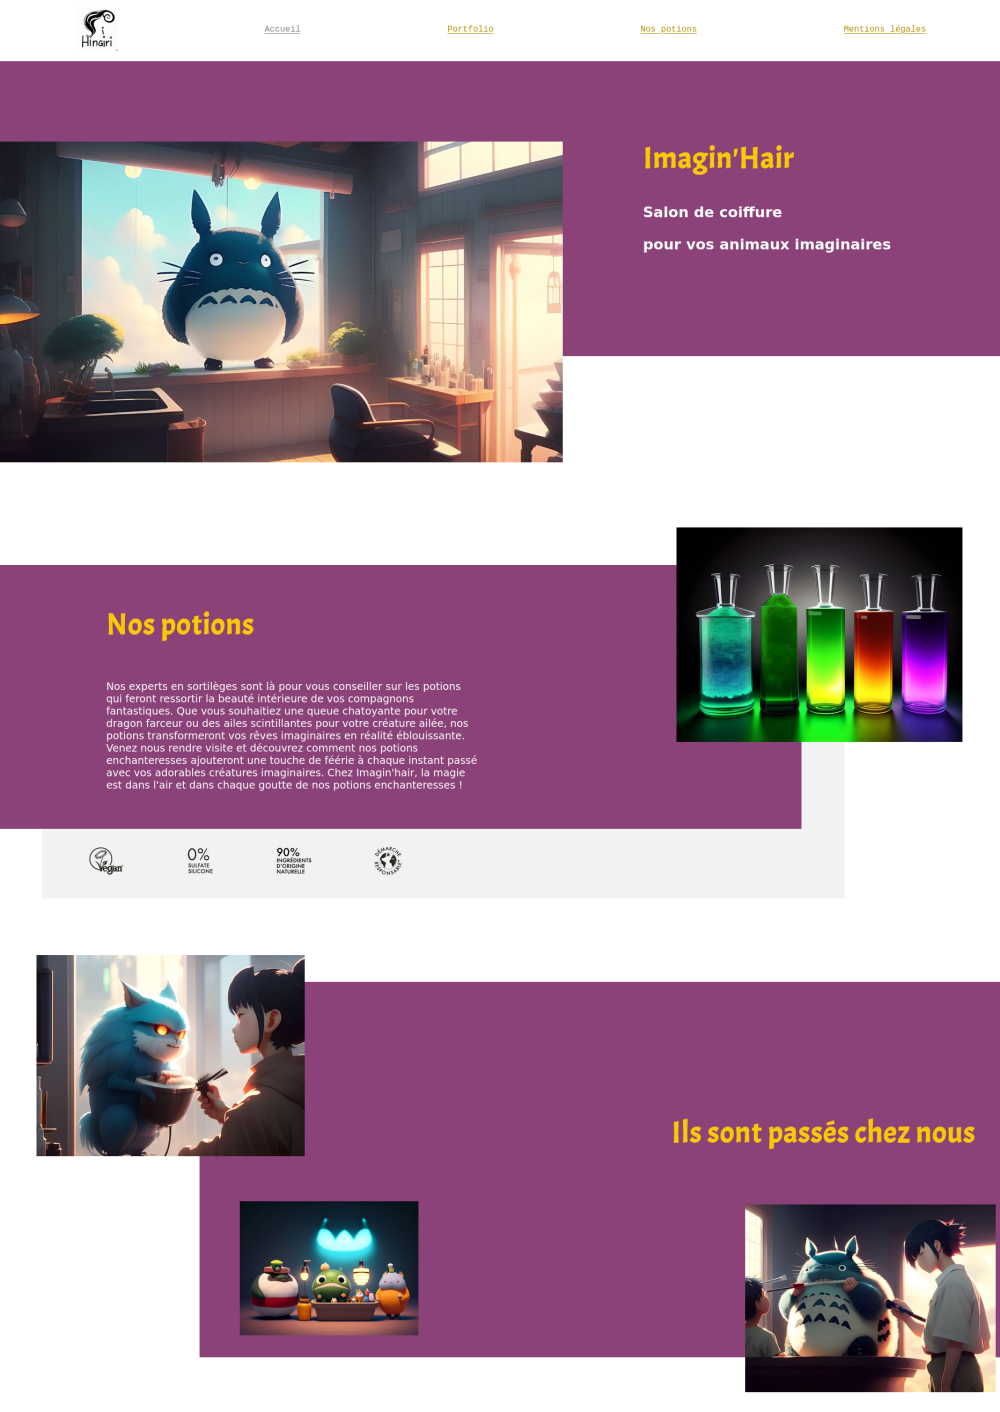 Hingiri
Accueil
Portfolio
Nos potions
Mentions légales
Imagin'Hair
Salon de coiffure
pour vos animaux imaginaires
Nos potions
Nos experts en sortilèges sont là pour vous conseiller sur les potions
qui feront ressortir la beauté intérieure de vos compagnons
fantastiques. Que vous souhaitiez une queue chatoyante pour votre
dragon farceur ou des ailes scintillantes pour votre créature ailée, nos
potions transformeront vos rêves imaginaires en réalité éblouissante.
Venez nous rendre visite et découvrez comment nos potions
enchanteresses ajouteront une touche de féérie à chaque instant passé
avec vos adorables créatures imaginaires. Chez Imagin'hair, la magie
est dans l'air et dans chaque goutte de nos potions enchanteresses !
vegan
0%
SULFATE
SILICONE
90%
INGRÉDIENTS
D'ORIGINE
NATURELLE
DÉMARCHE
RESPONSABLE
Ils sont passés chez nous